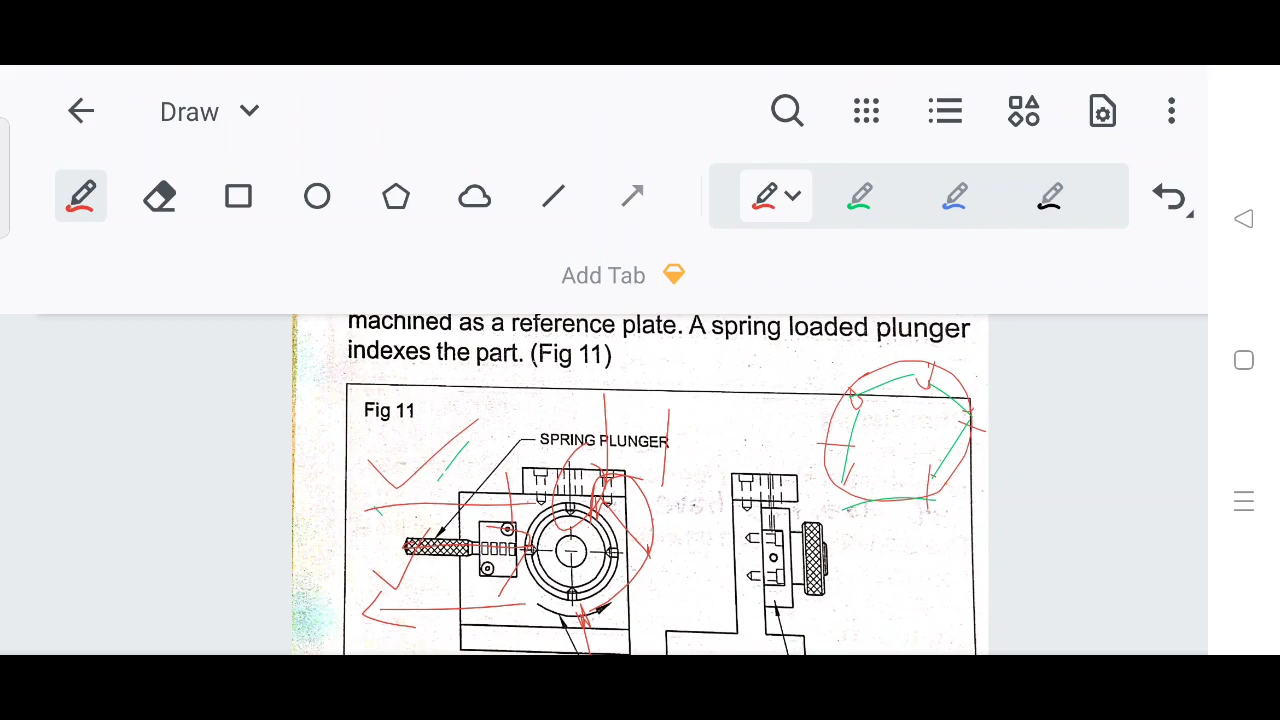 Draw
Add Tab
machined as a reference plate. A spring loaded plunger
indexes the part. (Fig 11)
Fig 11
SPRING PLUNGER